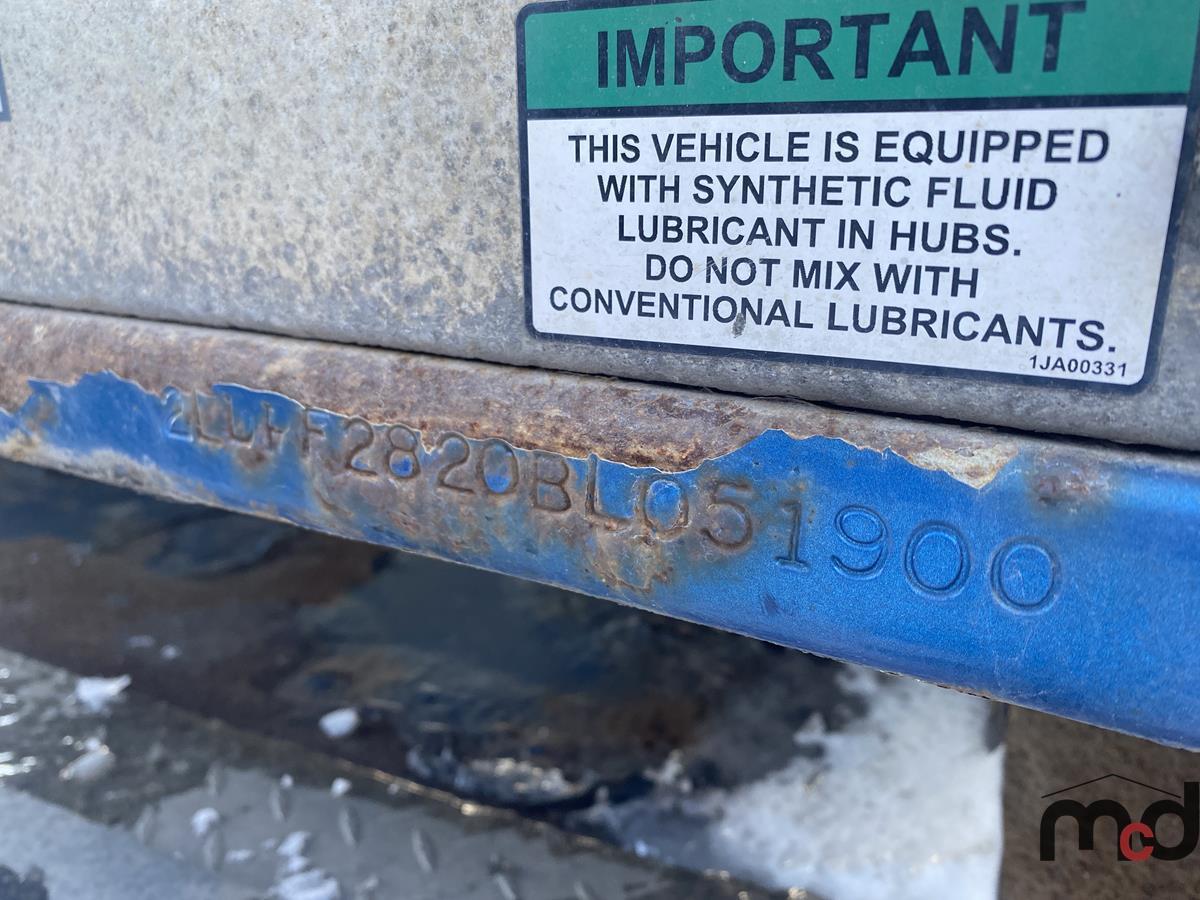 IMPORTANT
THIS VEHICLE IS EQUIPPED
WITH SYNTHETIC FLUID
LUBRICANT IN HUBS.
DO NOT MIX WITH
CONVENTIONAL LUBRICANTS.
1JA00331
2LDPF2820BL051900
mcd